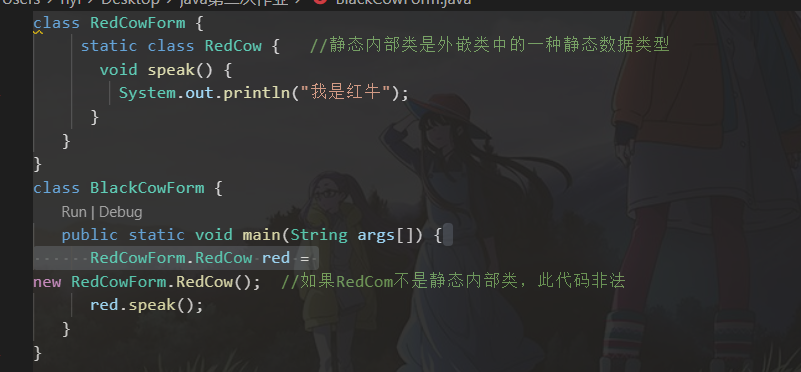 Users > nyf > Desktop > java第二次作业 > BlackCowForm.java
class RedCowForm {
static class RedCow {   //静态内部类是外嵌类中的一种静态数据类型
void speak() {
System.out.println("我是红牛");
}
}
}
class BlackCowForm {
Run | Debug
public static void main(String args[]) {
RedCowForm.RedCow red =
new RedCowForm.RedCow();  //如果RedCom不是静态内部类，此代码非法
red.speak();
}
}